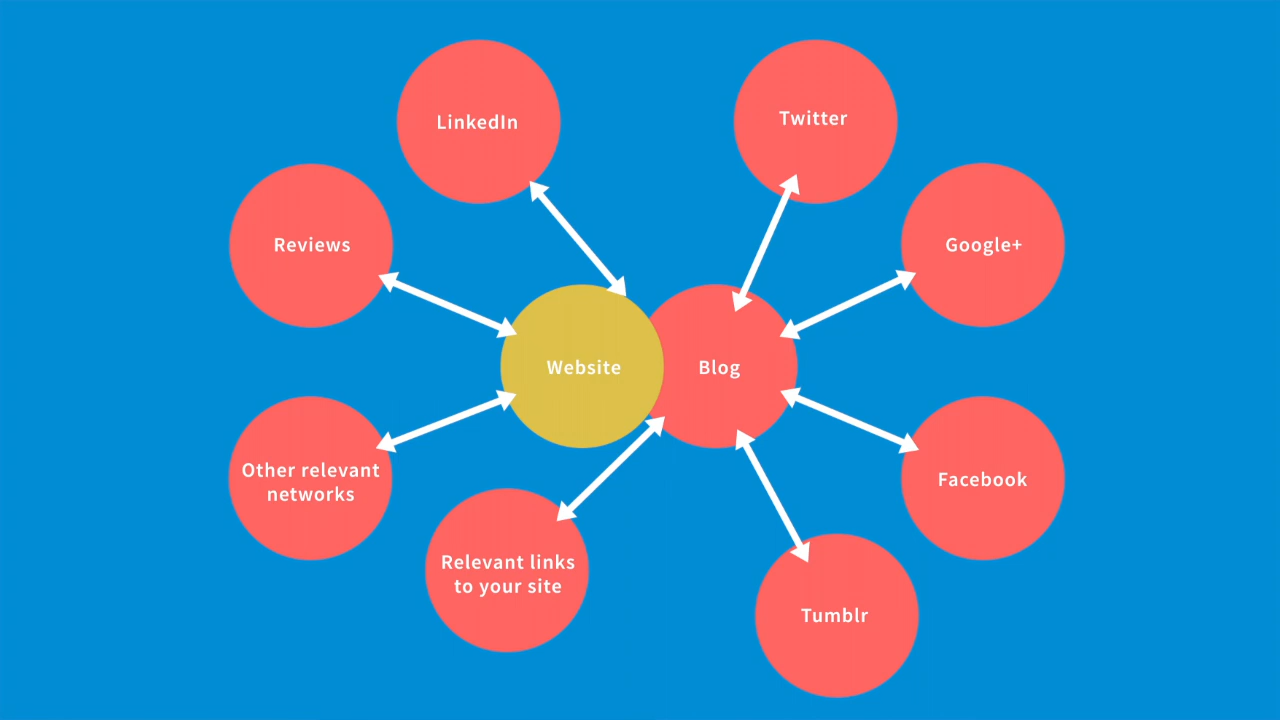 LinkedIn
Twitter
Reviews
Google+
Website
Blog
Other relevant
networks
Facebook
Relevant links
to your site
Tumblr